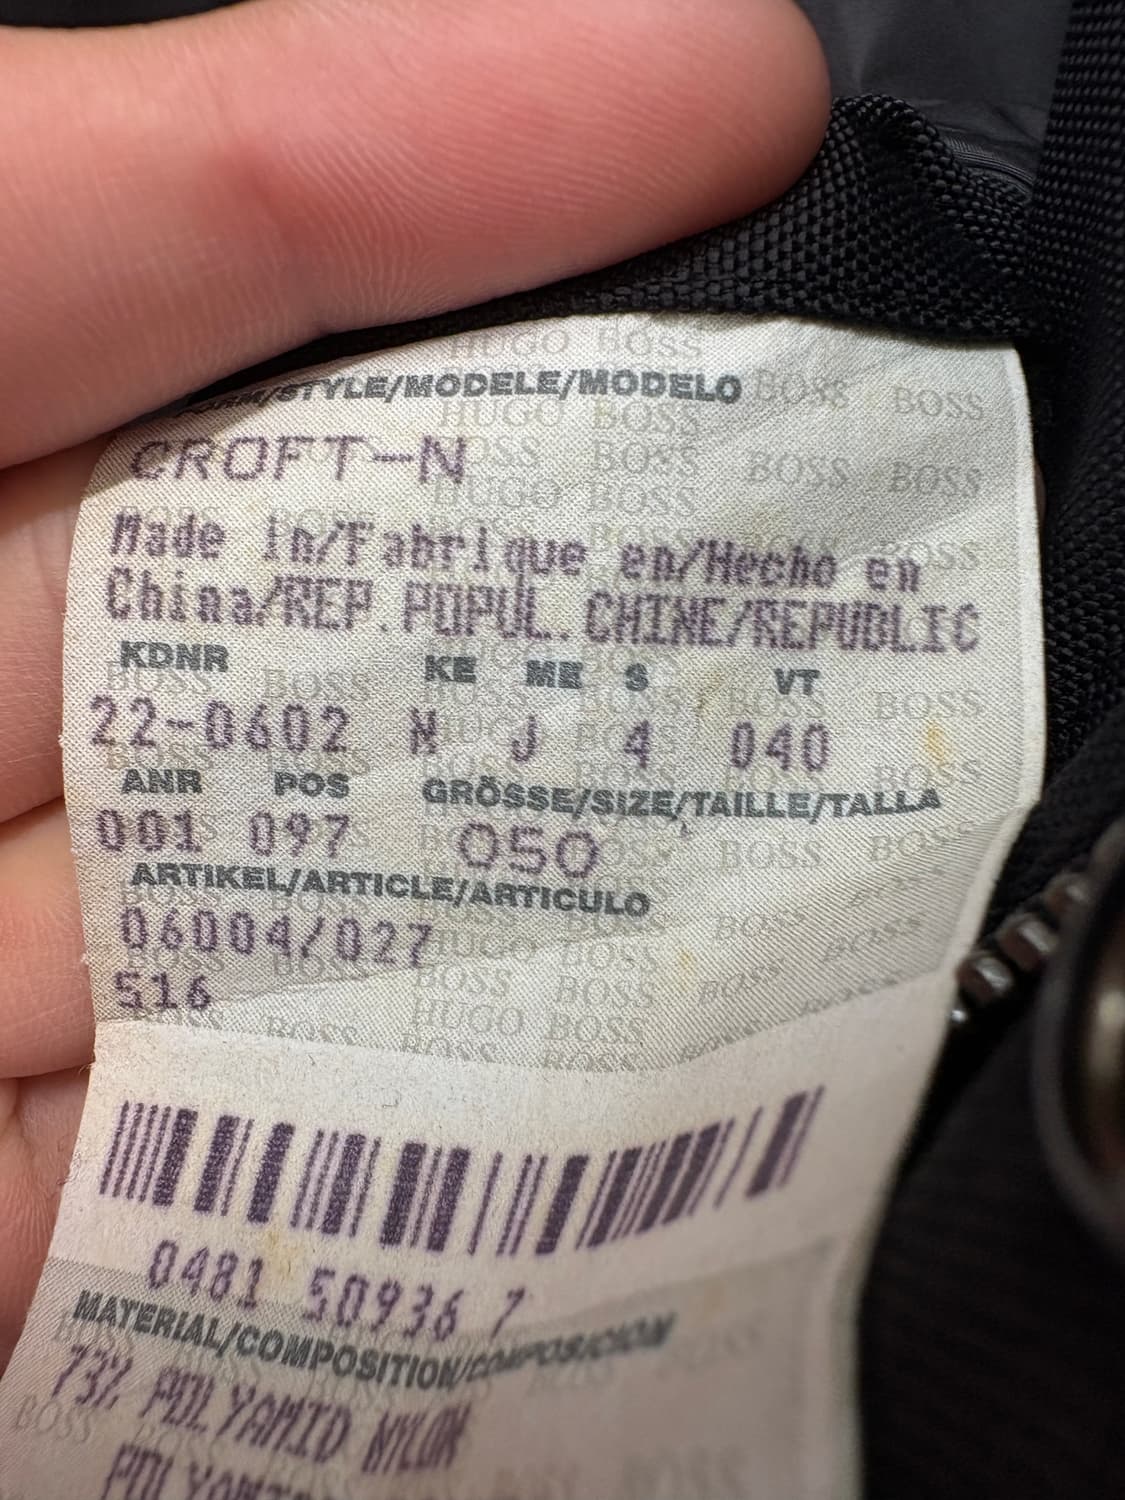 /STYLE/MODELE/MODELO
CROFT-N
Made in/Fabrique en/Hecho en
China/REP.POPUL.CHINE/REPUBLIC
KDNR KE ME S VT
22-0602 N J 4 040
ANR POS GRÖSSE/SIZE/TAILLE/TALLA
001 097 050
ARTIKEL/ARTICLE/ARTICULO
06004/027
516
0481 50936 7
MATERIAL/COMPOSITION/COMPOSICION
73% POLYAMID NYLON
HUGO BOSS